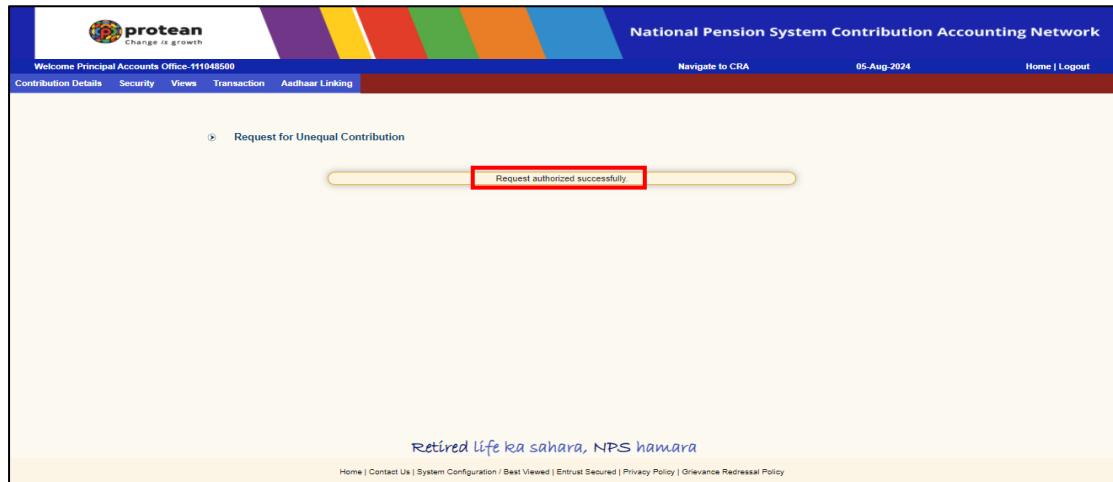 protean
Change is growth
National Pension System Contribution Accounting Network
Welcome Principal Accounts Office-111048500 Navigate to CRA 05-Aug-2024 Home | Logout
Contribution Details Security Views Transaction Aadhaar Linking
Request for Unequal Contribution
Request authorized successfully.
Retired life ka sahara, NPS hamara
Home | Contact Us | System Configuration / Best Viewed | Entrust Secured | Privacy Policy | Grievance Redressal Policy